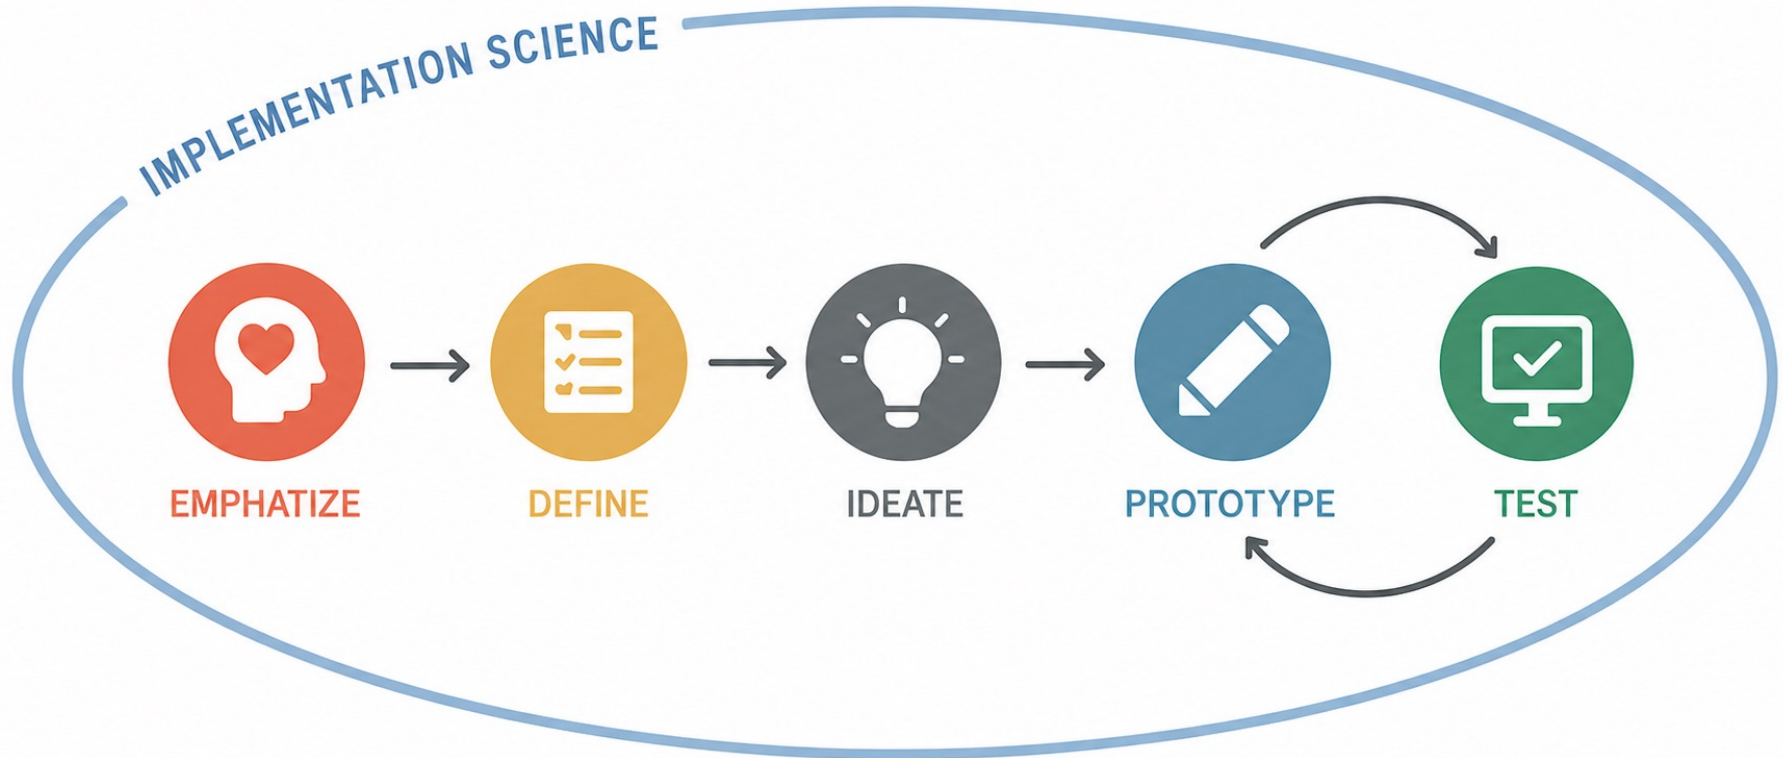 IMPLEMENTATION SCIENCE
EMPHATIZE
DEFINE
IDEATE
PROTOTYPE
TEST